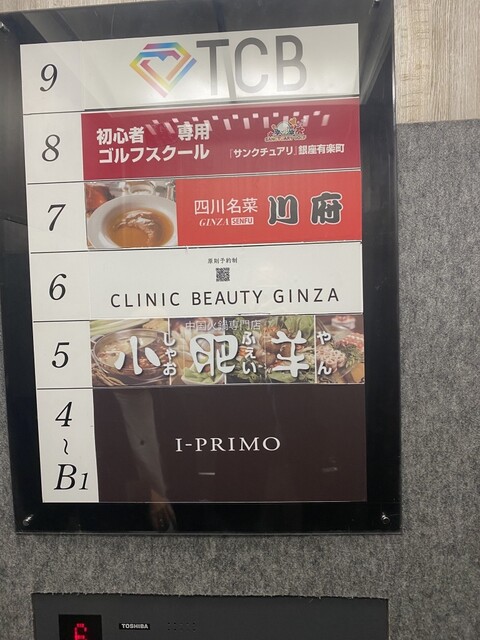 9 TCB
8 初心者 専用
ゴルフスクール 『サンクチュアリ』銀座有楽町
7 四川名菜 川府
GINZA SENFU
6 原則予約制
CLINIC BEAUTY GINZA
5 中国火鍋専門店
小しゃお 肥ふぇい 羊やん
4~B1 I-PRIMO
6 TOSHIBA